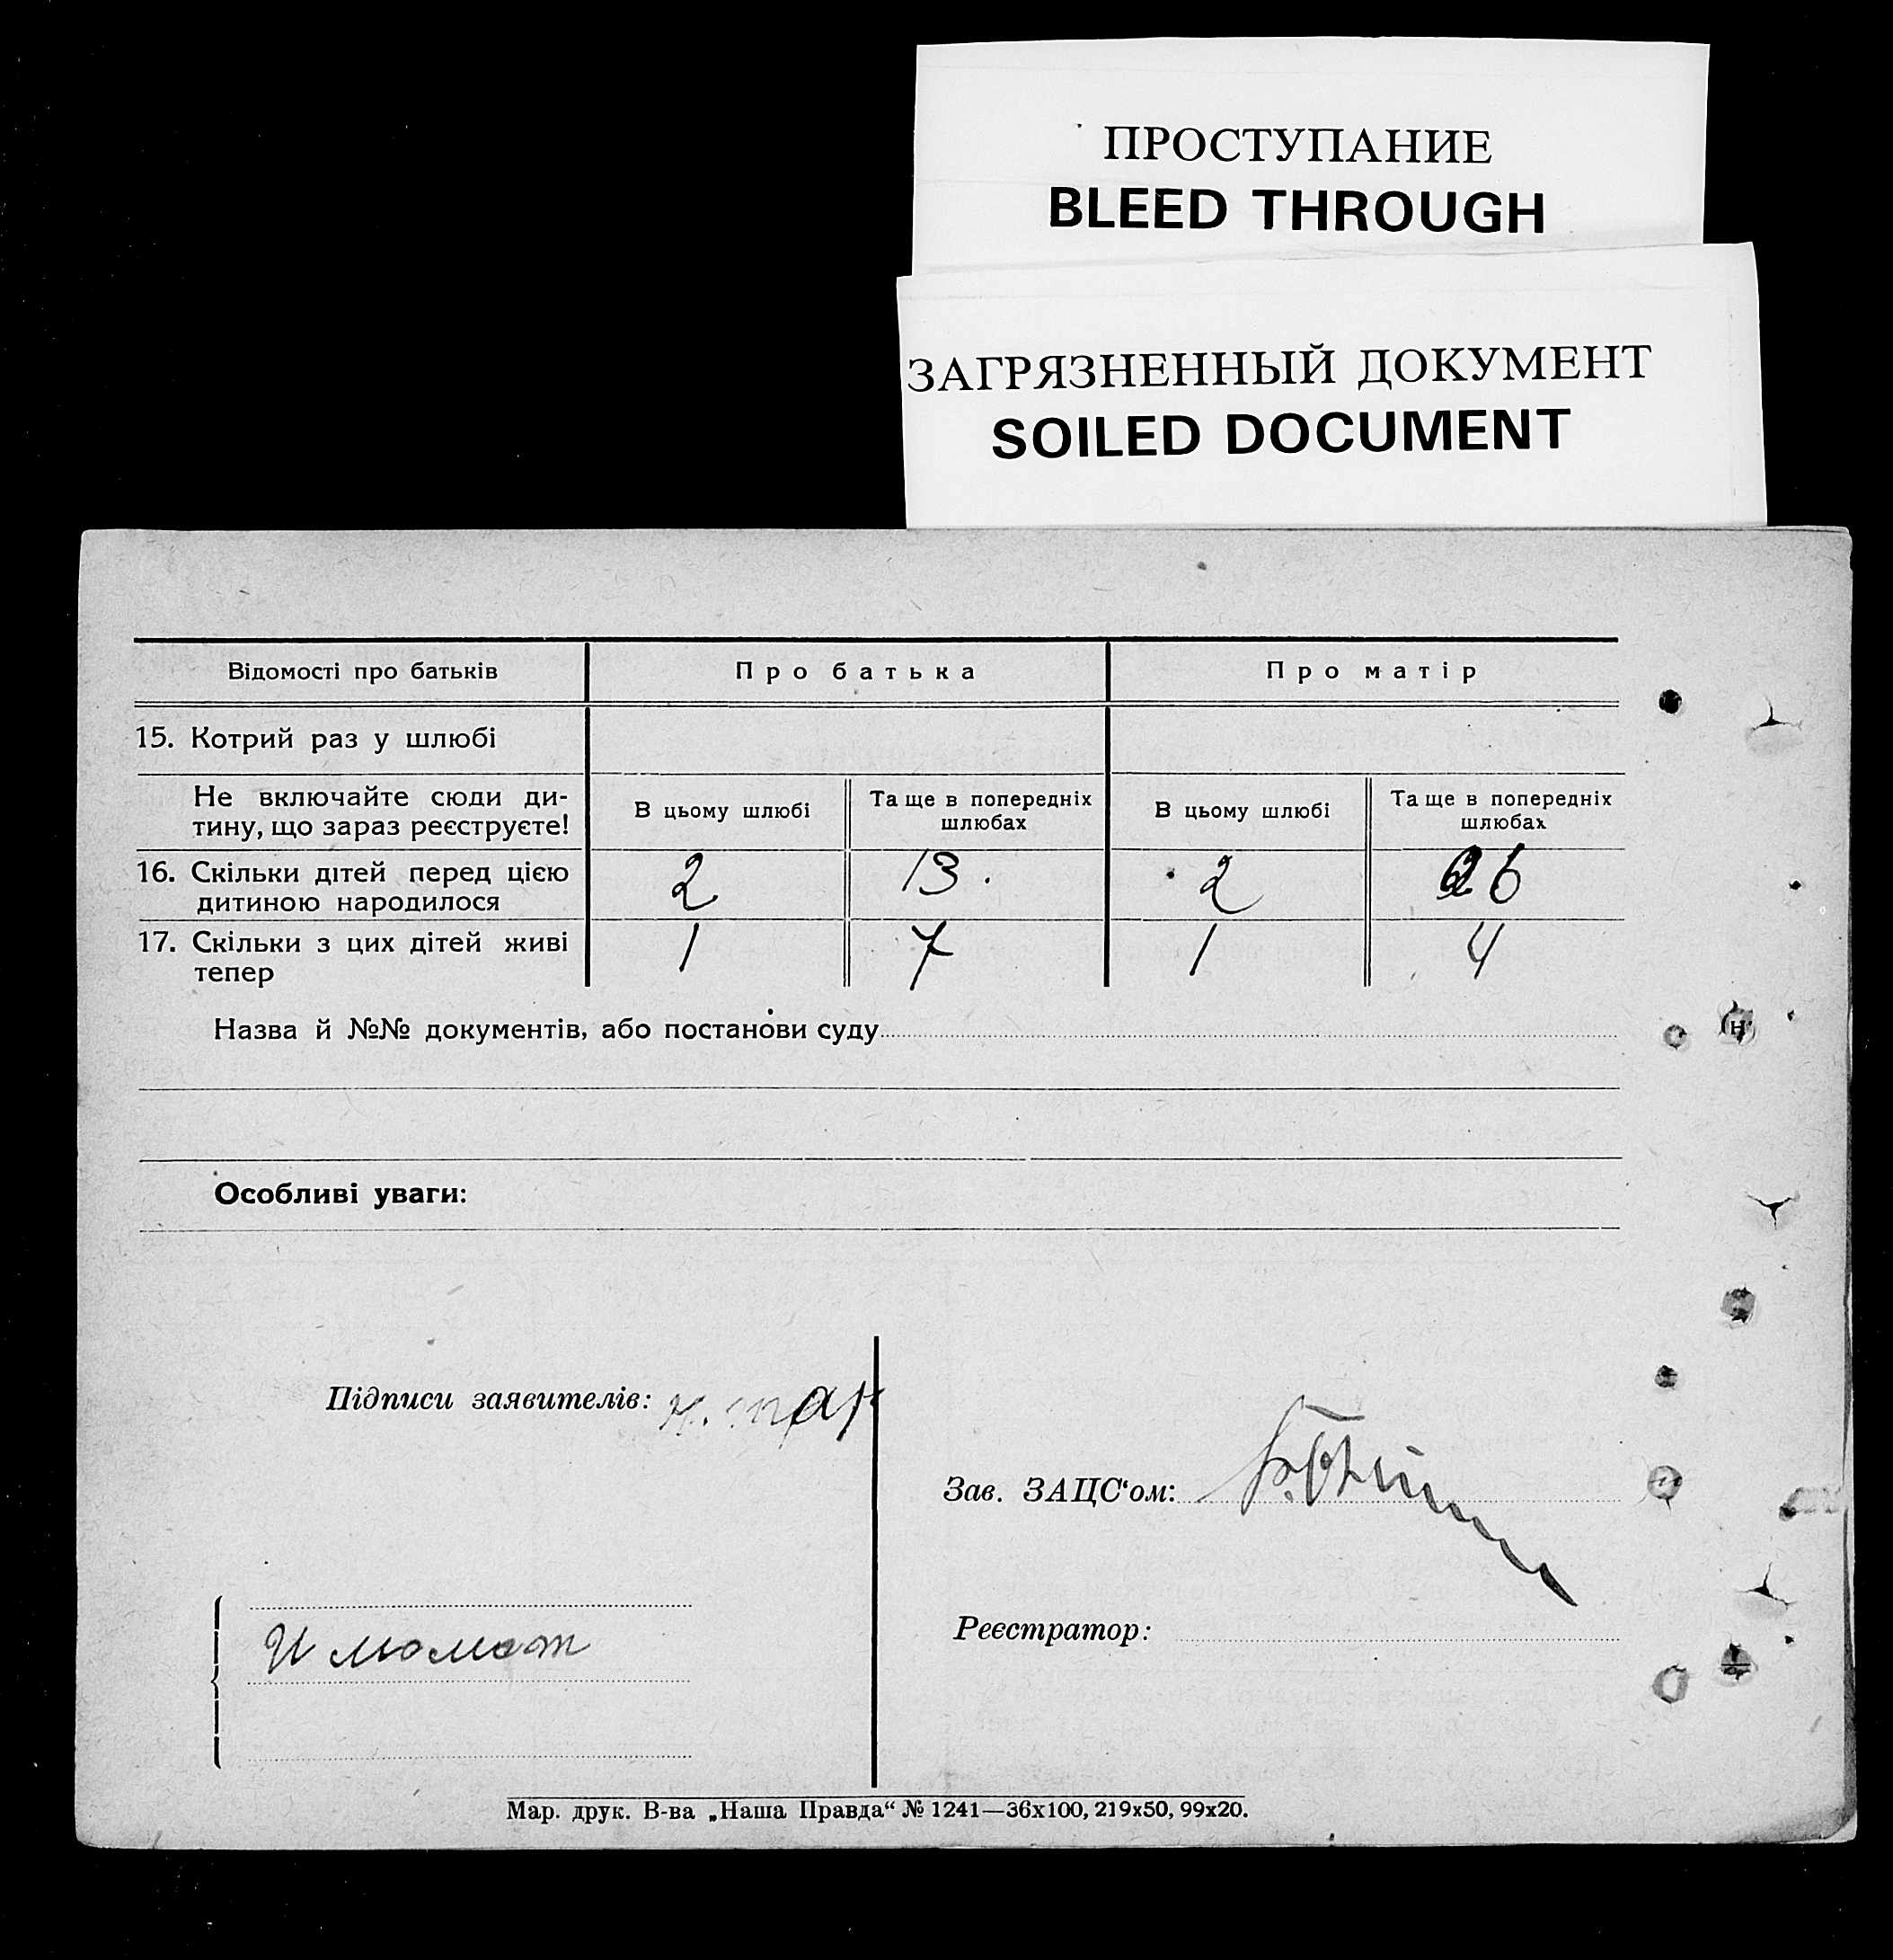 ПРОСТУПАНИЕ
BLEED THROUGH
ЗАГРЯЗНЕННЫЙ ДОКУМЕНТ
SOILED DOCUMENT
Відомості про батьків Про батька Про матір
15. Котрий раз у шлюбі
Не включайте сюди ди-
тину, що зараз реєструєте!
В цьому шлюбі
Та ще в попередніх
шлюбах
В цьому шлюбі
Та ще в попередніх
шлюбах
16. Скільки дітей перед цією
дитиною народилося
2 13. 2 6
17. Скільки з цих дітей живі
тепер
1 7 1 4
Назва й №№ документів, або постанови суду
Особливі уваги:
Підписи заявителів:
Зав. ЗАЦС‘ом:
Реєстратор:
Мар. друк. В-ва „Наша Правда“ № 1241—36х100, 219х50, 99х20.